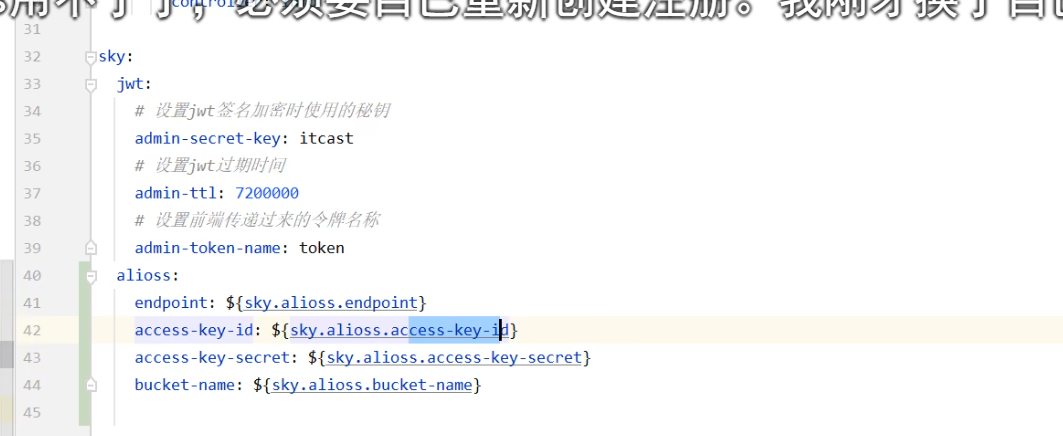 用不了了，必须要自己重新创建注册。我刚才换了自己
31
32 sky:
33 jwt:
34 # 设置jwt签名加密时使用的秘钥
35 admin-secret-key: itcast
36 # 设置jwt过期时间
37 admin-ttl: 7200000
38 # 设置前端传递过来的令牌名称
39 admin-token-name: token
40 alioss:
41 endpoint: ${sky.alioss.endpoint}
42 access-key-id: ${sky.alioss.access-key-id}
43 access-key-secret: ${sky.alioss.access-key-secret}
44 bucket-name: ${sky.alioss.bucket-name}
45